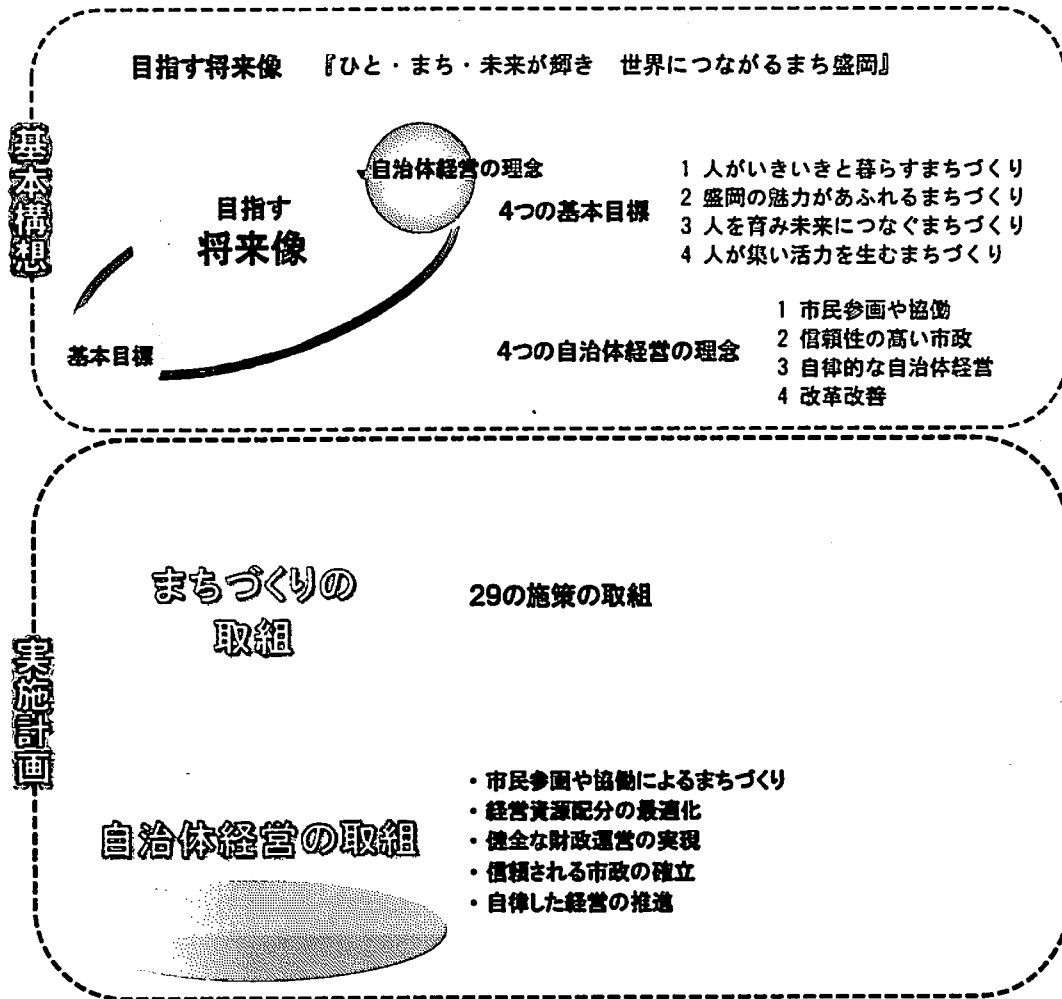 目指す将来像 『ひと・まち・未来が輝き 世界につながるまち盛岡』
基本構想
目指す
将来像
自治体経営の理念
基本目標
4つの基本目標
1 人がいきいきと暮らすまちづくり
2 盛岡の魅力があふれるまちづくり
3 人を育み未来につなぐまちづくり
4 人が集い活力を生むまちづくり
4つの自治体経営の理念
1 市民参画や協働
2 信頼性の高い市政
3 自律的な自治体経営
4 改革改善
実施計画
まちづくりの
取組
29の施策の取組
自治体経営の取組
・市民参画や協働によるまちづくり
・経営資源配分の最適化
・健全な財政運営の実現
・信頼される市政の確立
・自律した経営の推進